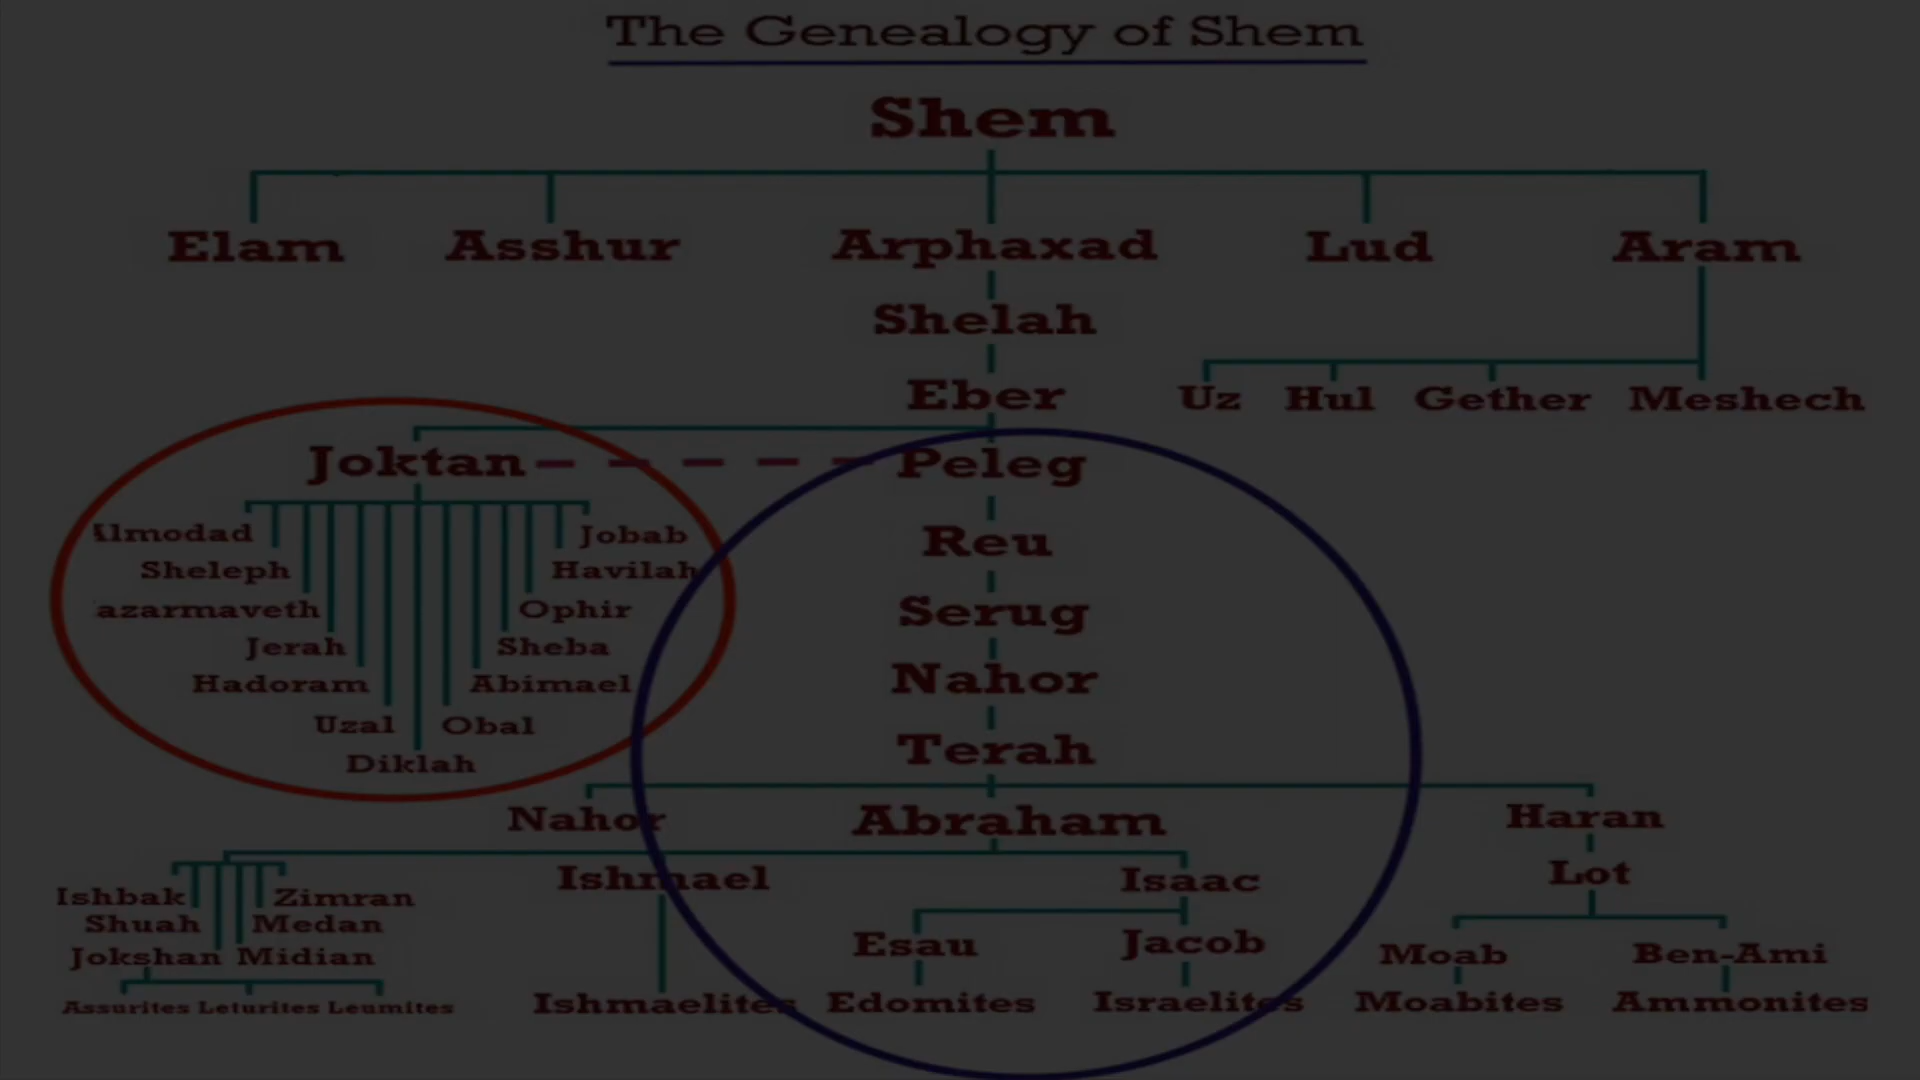 The Genealogy of Shem
Shem
Elam Asshur Arphaxad Lud Aram
Shelah
Eber Uz Hul Gether Meshech
Joktan Peleg
Almodad Jobab Reu
Sheleph Havilah
azarmaveth Ophir Serug
Jerah Sheba
Hadoram Abimael Nahor
Uzal Obal
Diklah Terah
Nahor Abraham Haran
Ishmael Isaac Lot
Ishbak Zimran
Shuah Medan
Jokshan Midian Esau Jacob Moab Ben-Ami
Assurites Leturites Leumites Ishmaelites Edomites Israelites Moabites Ammonites